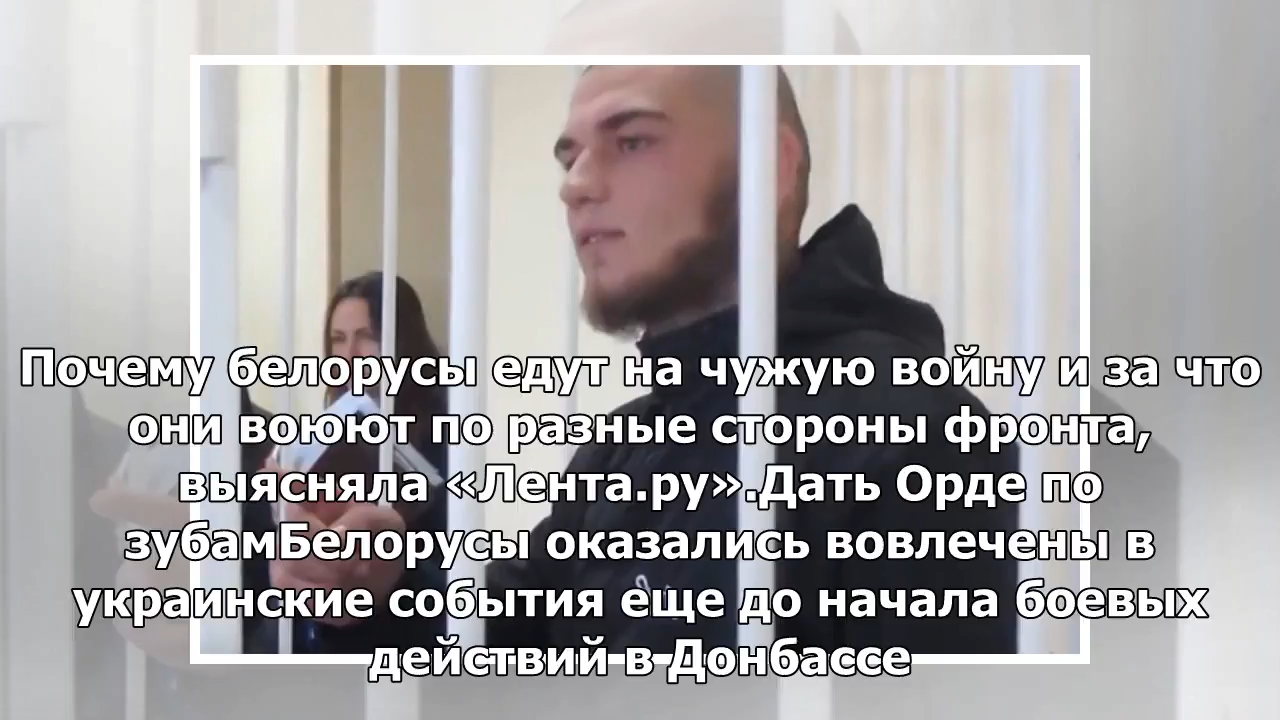 Почему белорусы едут на чужую войну и за что
они воюют по разные стороны фронта,
выясняла «Лента.ру».Дать Орде по
зубамБелорусы оказались вовлечены в
украинские события еще до начала боевых
действий в Донбассе